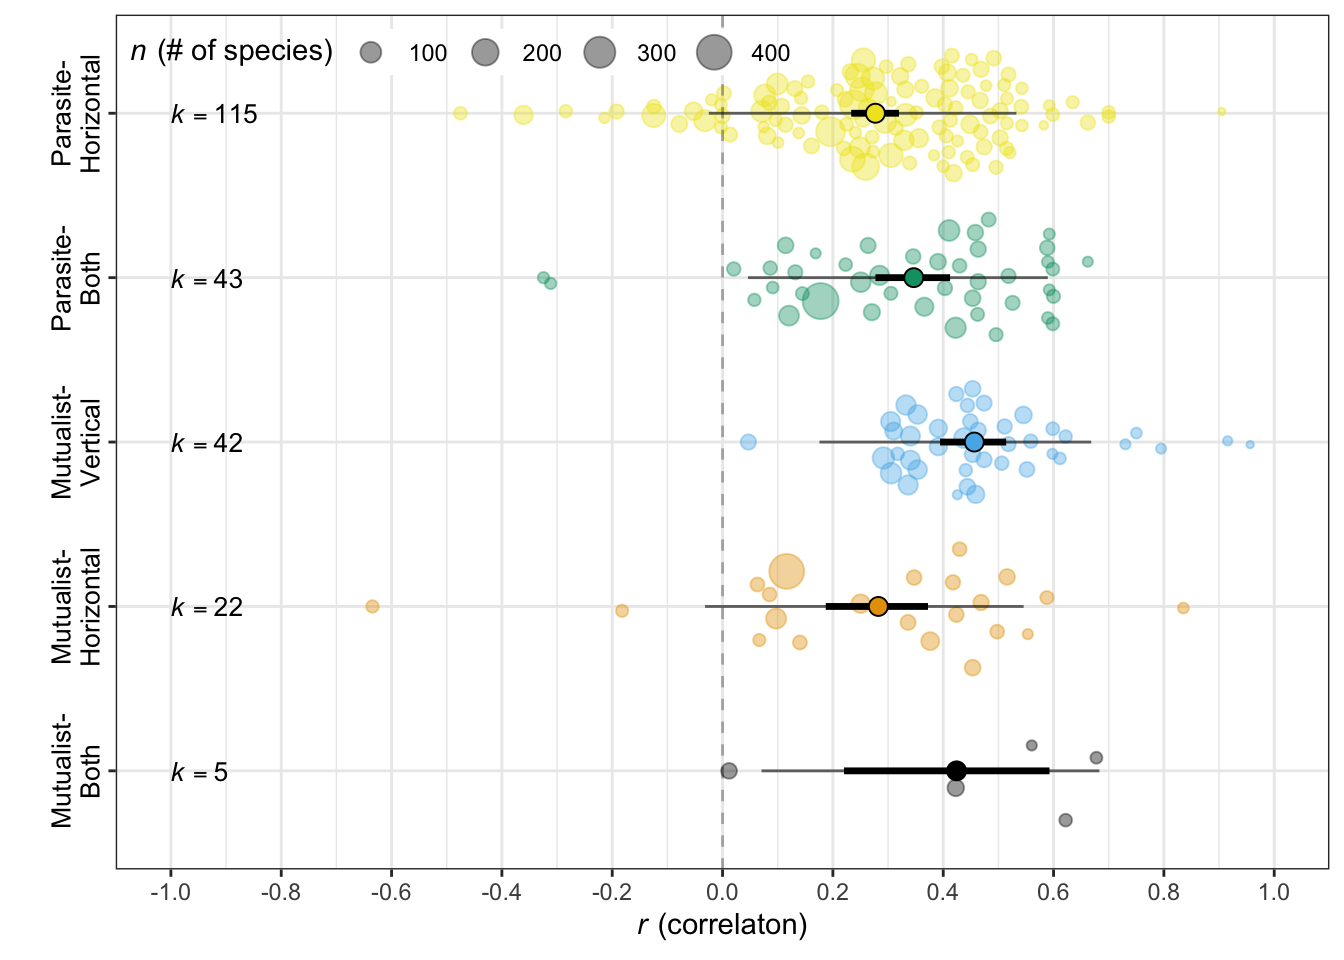 n (# of species) 100 200 300 400
Parasite-
Horizontal
k = 115
Parasite-
Both
k = 43
Mutualist-
Vertical
k = 42
Mutualist-
Horizontal
k = 22
Mutualist-
Both
k = 5
-1.0 -0.8 -0.6 -0.4 -0.2 0.0 0.2 0.4 0.6 0.8 1.0
r (correlaton)